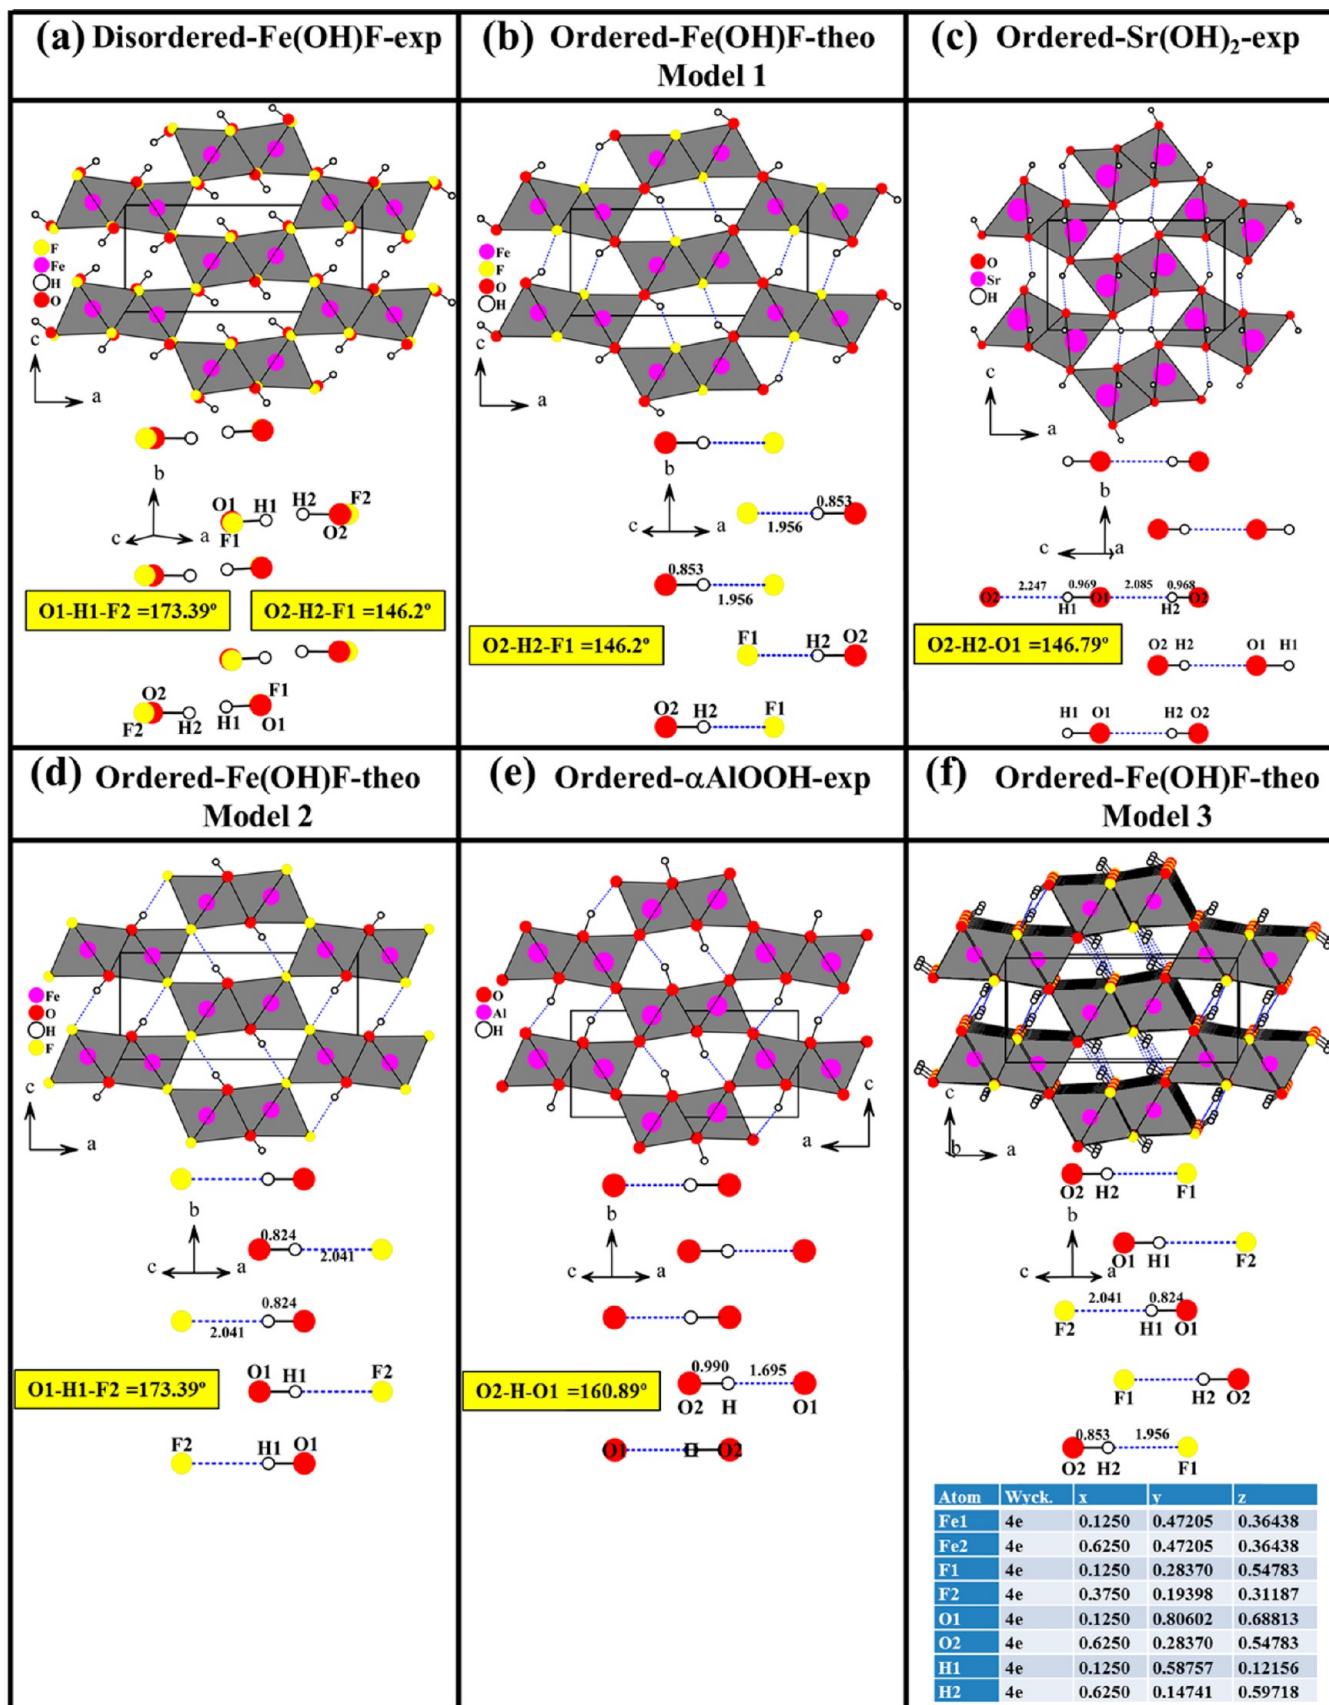 (a) Disordered-Fe(OH)F-exp
F
Fe
H
O
c
a
b
c
a
O1
H1
F1
H2
F2
O2
O1-H1-F2 =173.39º
O2-H2-F1 =146.2º
O2
F2
H2
F1
H1
O1
(b) Ordered-Fe(OH)F-theo
Model 1
Fe
F
O
H
c
a
b
c
a
0.853
1.956
0.853
1.956
O2-H2-F1 =146.2º
F1
H2
O2
O2
H2
F1
(c) Ordered-Sr(OH)2-exp
O
Sr
H
c
a
b
c
a
2.247
0.969
2.085
0.968
O2
H1
O1
H2
O2
O2-H2-O1 =146.79º
O2
H2
O1
H1
H1
O1
H2
O2
(d) Ordered-Fe(OH)F-theo
Model 2
Fe
O
H
F
c
a
b
c
a
0.824
2.041
0.824
2.041
O1-H1-F2 =173.39º
O1
H1
F2
F2
H1
O1
(e) Ordered-αAlOOH-exp
O
Al
H
c
a
b
c
a
0.990
1.695
O2-H-O1 =160.89º
O2
H
O1
O1
H
O2
(f) Ordered-Fe(OH)F-theo
Model 3
c
b
a
O2
H2
F1
b
c
a
O1
H1
F2
2.041
0.824
F2
H1
O1
F1
H2
O2
0.853
1.956
O2
H2
F1
Atom Wyck. x y z
Fe1 4e 0.1250 0.47205 0.36438
Fe2 4e 0.6250 0.47205 0.36438
F1 4e 0.1250 0.28370 0.54783
F2 4e 0.3750 0.19398 0.31187
O1 4e 0.1250 0.80602 0.68813
O2 4e 0.6250 0.28370 0.54783
H1 4e 0.1250 0.58757 0.12156
H2 4e 0.6250 0.14741 0.59718